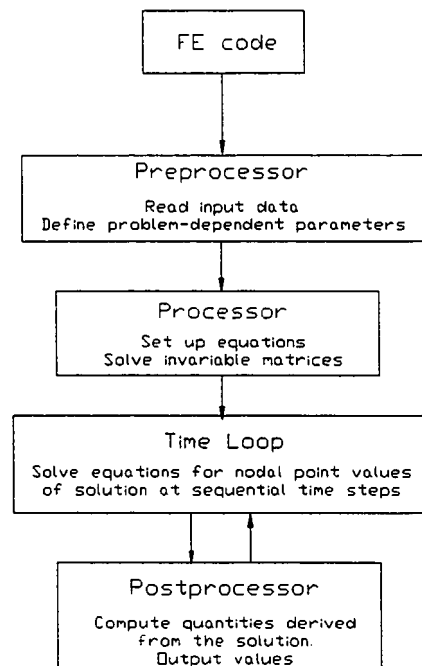 FE code
Preprocessor
Read input data
Define problem-dependent parameters
Processor
Set up equations
Solve invariable matrices
Time Loop
Solve equations for nodal point values
of solution at sequential time steps
Postprocessor
Compute quantities derived
from the solution.
Output values